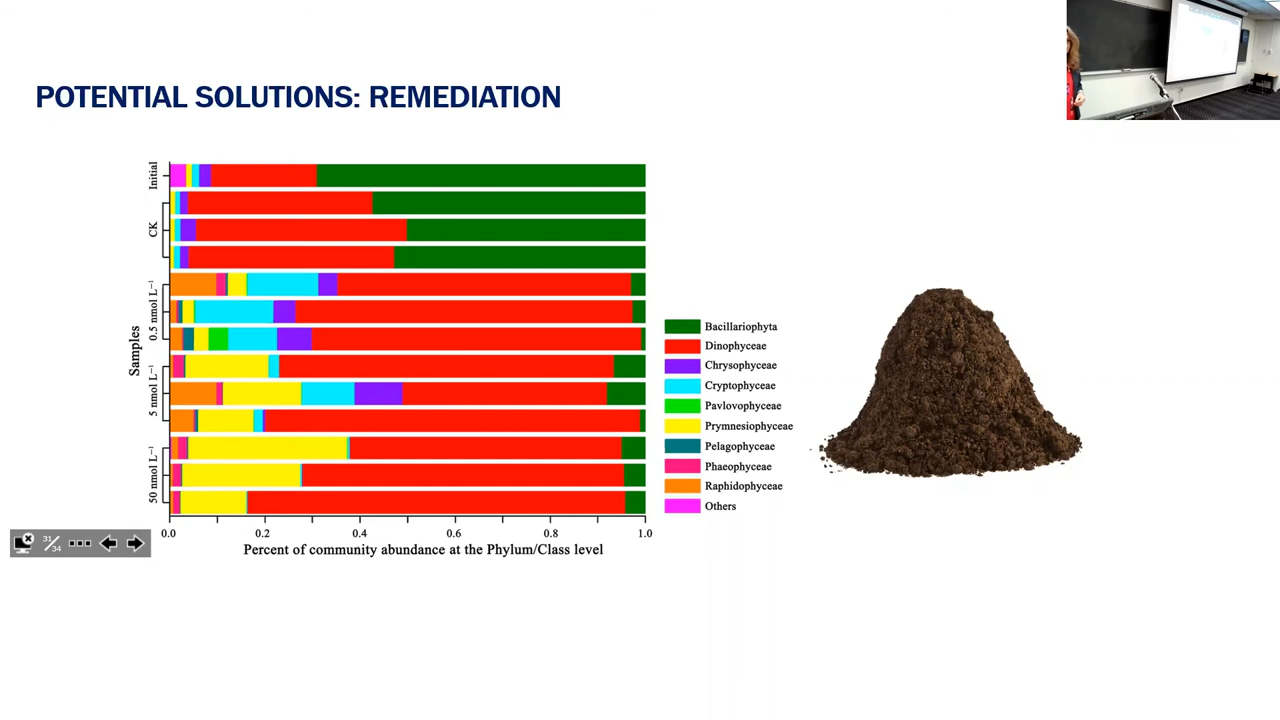 POTENTIAL SOLUTIONS: REMEDIATION
Samples
Initial
CK
0.5 nmol L⁻¹
5 nmol L⁻¹
50 nmol L⁻¹
0.0 0.2 0.4 0.6 0.8 1.0
Percent of community abundance at the Phylum/Class level
Bacillariophyta
Dinophyceae
Chrysophyceae
Cryptophyceae
Pavlovophyceae
Prymnesiophyceae
Pelagophyceae
Phaeophyceae
Raphidophyceae
Others
31/34